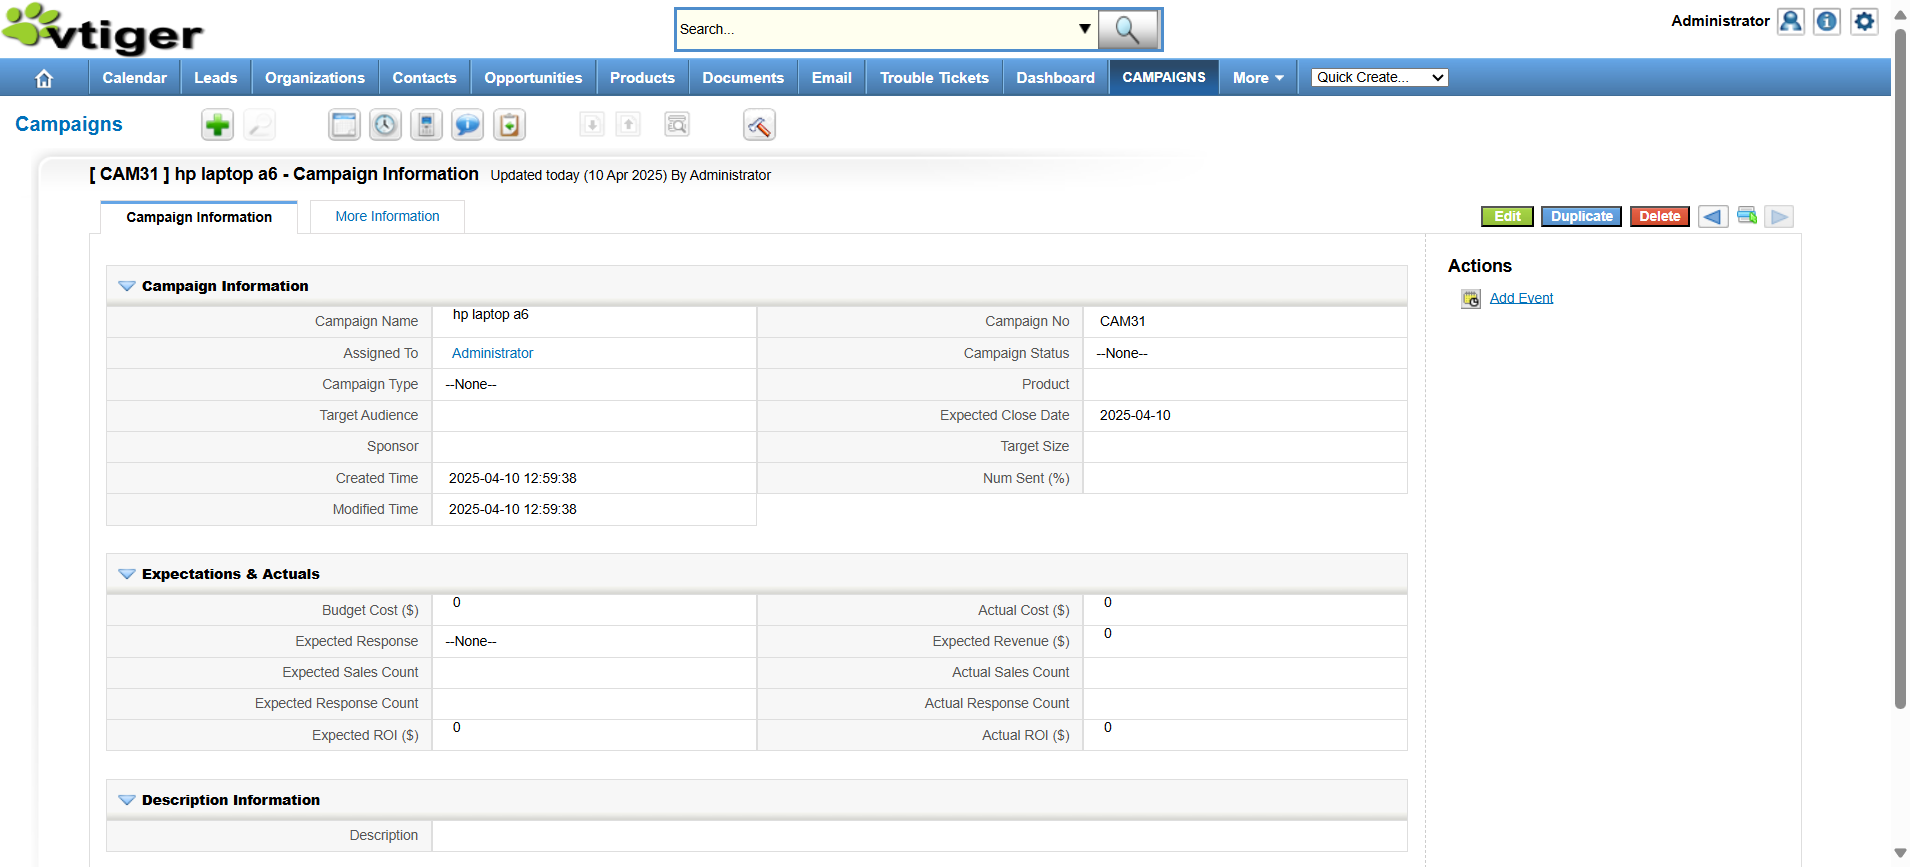 vtiger
Search...
Administrator
Calendar Leads Organizations Contacts Opportunities Products Documents Email Trouble Tickets Dashboard CAMPAIGNS More Quick Create...
Campaigns
[ CAM31 ] hp laptop a6 - Campaign Information Updated today (10 Apr 2025) By Administrator
Campaign Information More Information Edit Duplicate Delete
Actions
Add Event
Campaign Information
Campaign Name hp laptop a6 Campaign No CAM31
Assigned To Administrator Campaign Status --None--
Campaign Type --None-- Product
Target Audience Expected Close Date 2025-04-10
Sponsor Target Size
Created Time 2025-04-10 12:59:38 Num Sent (%)
Modified Time 2025-04-10 12:59:38
Expectations & Actuals
Budget Cost ($) 0 Actual Cost ($) 0
Expected Response --None-- Expected Revenue ($) 0
Expected Sales Count Actual Sales Count
Expected Response Count Actual Response Count
Expected ROI ($) 0 Actual ROI ($) 0
Description Information
Description